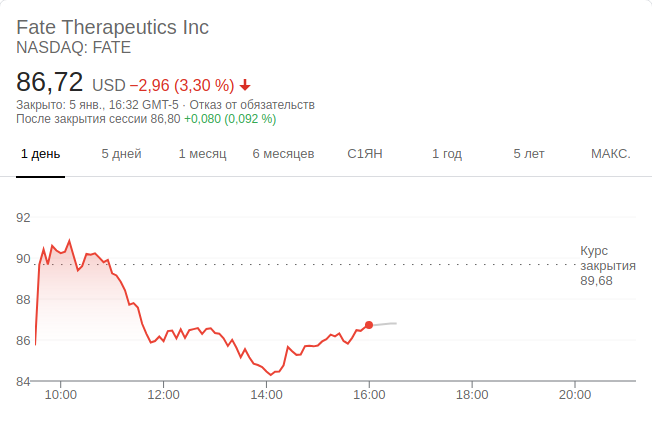 Fate Therapeutics Inc
NASDAQ: FATE
86,72 USD −2,96 (3,30 %)
Закрыто: 5 янв., 16:32 GMT-5 · Отказ от обязательств
После закрытия сессии 86,80 +0,080 (0,092 %)
1 день 5 дней 1 месяц 6 месяцев С1ЯН 1 год 5 лет МАКС.
92
90
88
86
84
Курс
закрытия
89,68
10:00 12:00 14:00 16:00 18:00 20:00